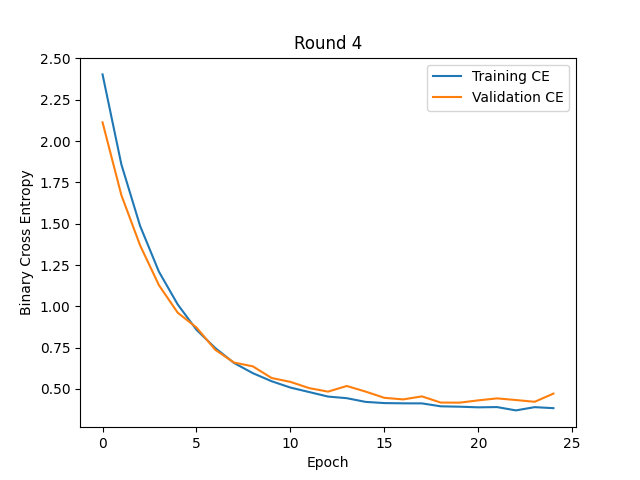 Round 4
Training CE
Validation CE
2.50
2.25
2.00
1.75
1.50
1.25
1.00
0.75
0.50
Binary Cross Entropy
0 5 10 15 20 25
Epoch